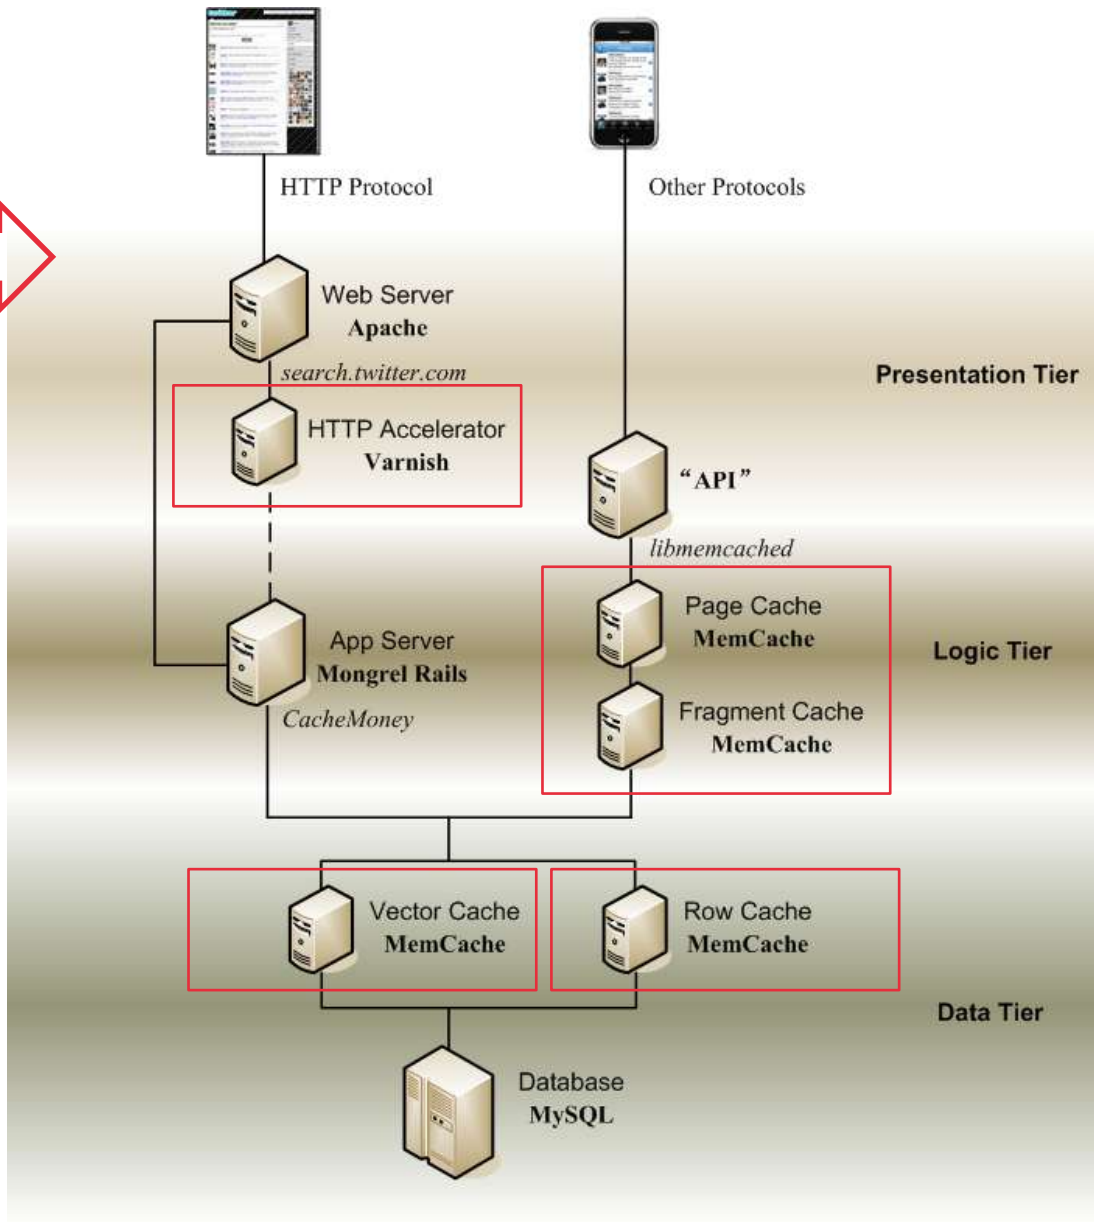 twitter
HTTP Protocol
Other Protocols
Web Server
Apache
search.twitter.com
Presentation Tier
HTTP Accelerator
Varnish
“API”
libmemcached
Page Cache
MemCache
App Server
Mongrel Rails
Logic Tier
CacheMoney
Fragment Cache
MemCache
Vector Cache
MemCache
Row Cache
MemCache
Data Tier
Database
MySQL